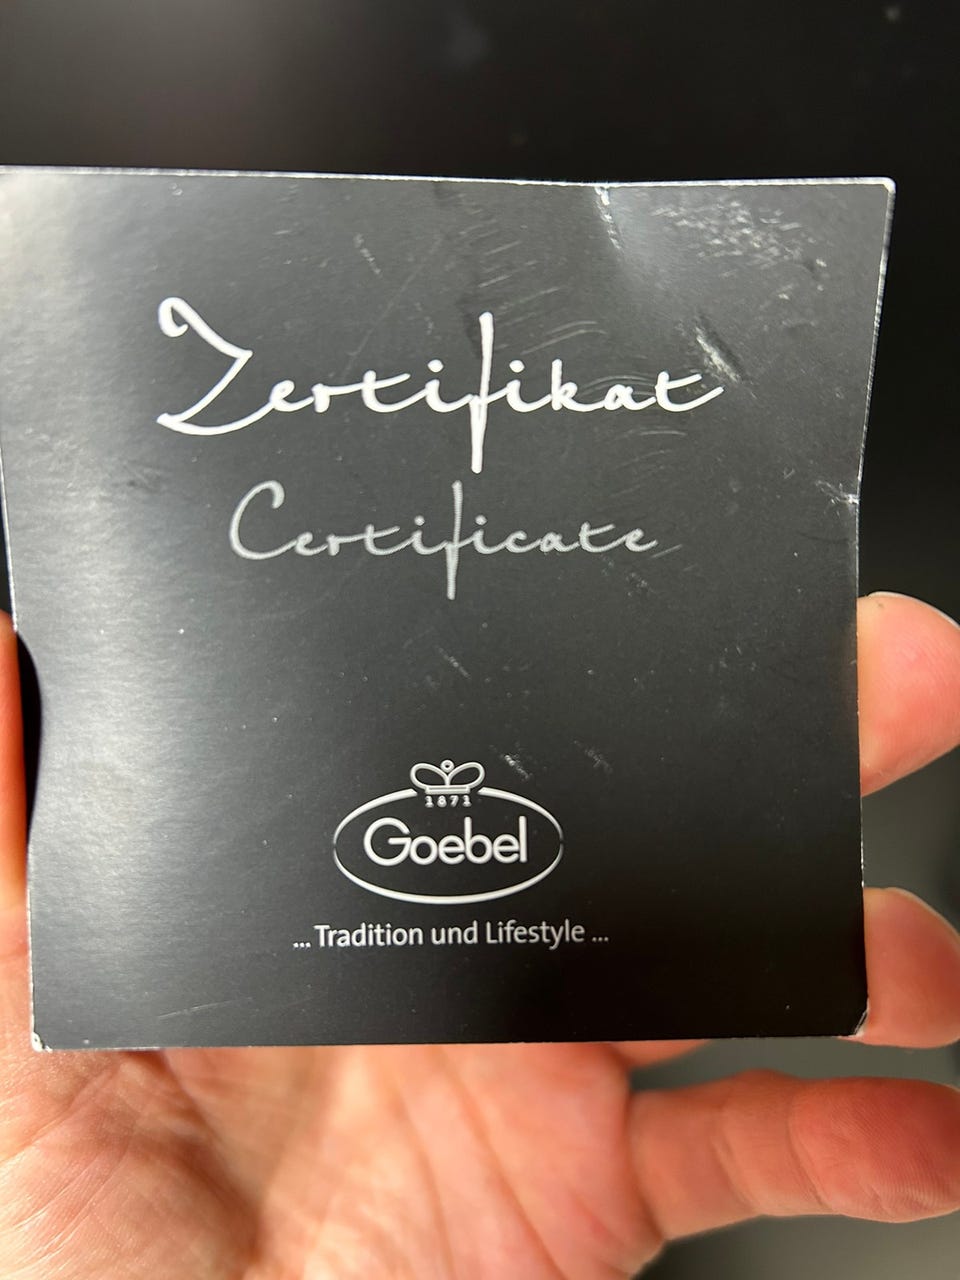 Zertifikat
Certificate
1871
Goebel
... Tradition und Lifestyle ...